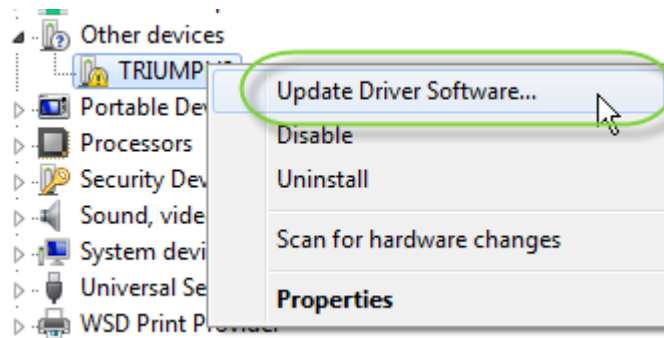 Other devices
TRIUMP
Update Driver Software...
Portable De
Disable
Processors
Uninstall
Security Dev
Sound, vide
Scan for hardware changes
System devi
Universal Se
Properties
WSD Print Provider